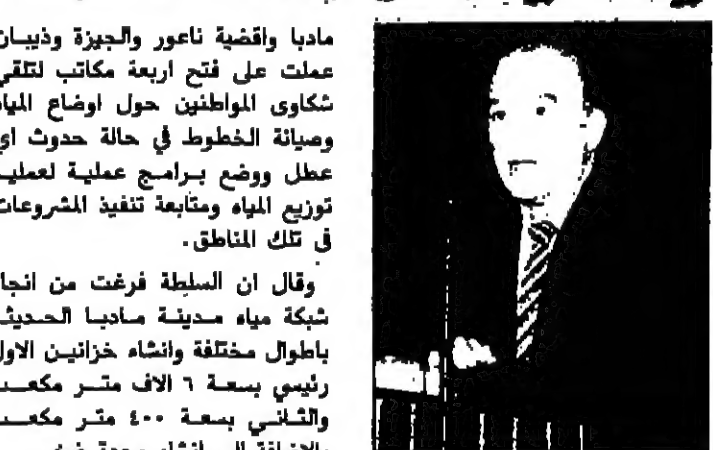 مادبا واقضية ناعور والجيزة وذيبان
عملت على فتح اربعة مكاتب لتلقي
شكاوى المواطنين حول اوضاع المياه
وصيانة الخطوط في حالة حدوث اي
عطل ووضع برامج عملية لعملية
توزيع المياه ومتابعة تنفيذ المشروعات
في تلك المناطق.
وقال ان السلطة فرغت من انجا
شبكة مياه مدينة مادبا الحديث
باطوال مختلفة وانشاء خزانين الاول
رئيسي بسعة ٦ الاف متر مكعب
والثاني بسعة ٤٠٠ متر مكعب